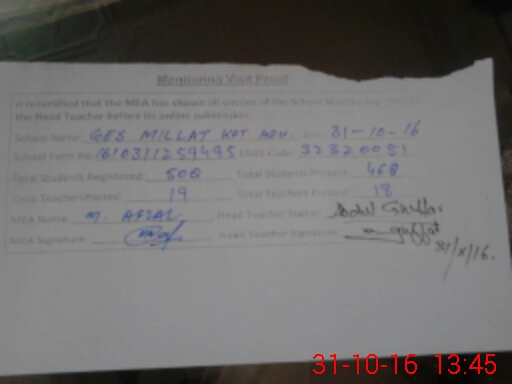 Monitoring Visit Proof
It is certified that the MEA has shown all entries of the School Monitoring
the Head Teacher before its online submission.
School Name: GES MILLAT KOT ADU. Date: 31-10-16
School Form No EMIS Code: 32320051
Total Students Registered: 500 Total Students Present: 468
Total Teachers Posted: 19 Total Teachers Present: 18
MEA Name: M. AFZAL Head Teacher Name: Abdul Ghaffar
MEA Signature: Head Teacher Signature:
31/x/16.
31-10-16 13:45